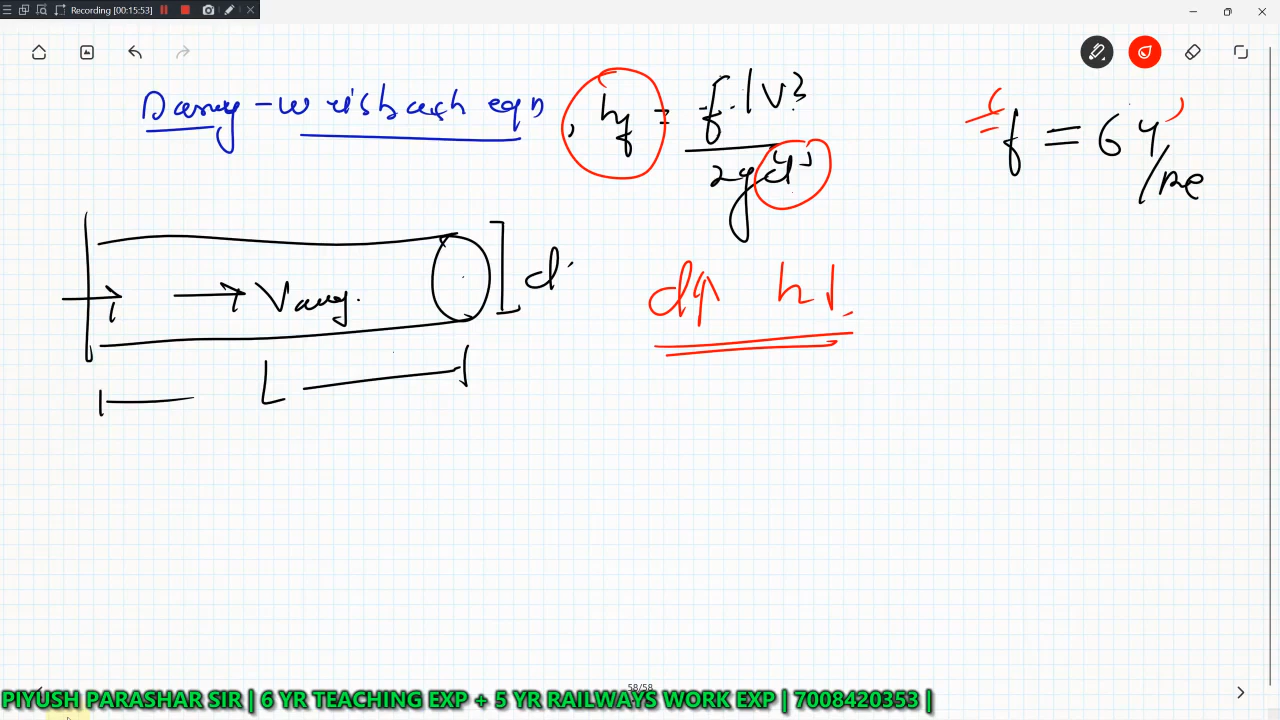 Recording [00:15:53]
Darcy-Weisbach eqn, hf = f.lV²
2gd
f = 64/Re
Vavg.
d
d↑ h↓.
L
58/58
PIYUSH PARASHAR SIR | 6 YR TEACHING EXP + 5 YR RAILWAYS WORK EXP | 7008420353 |